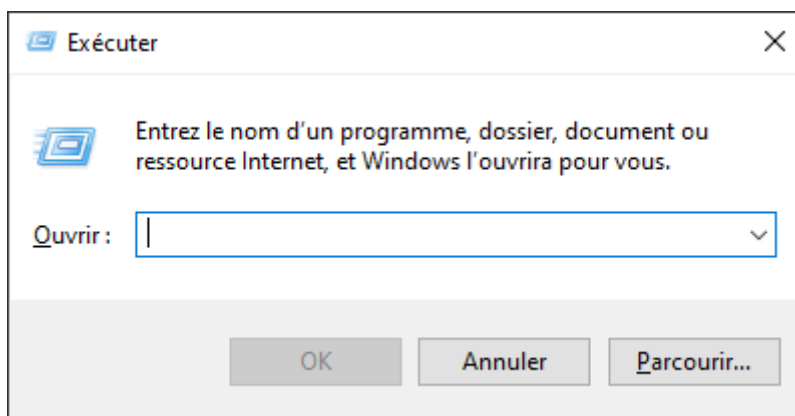 Exécuter
Entrez le nom d'un programme, dossier, document ou
ressource Internet, et Windows l'ouvrira pour vous.
Ouvrir :
OK
Annuler
Parcourir...